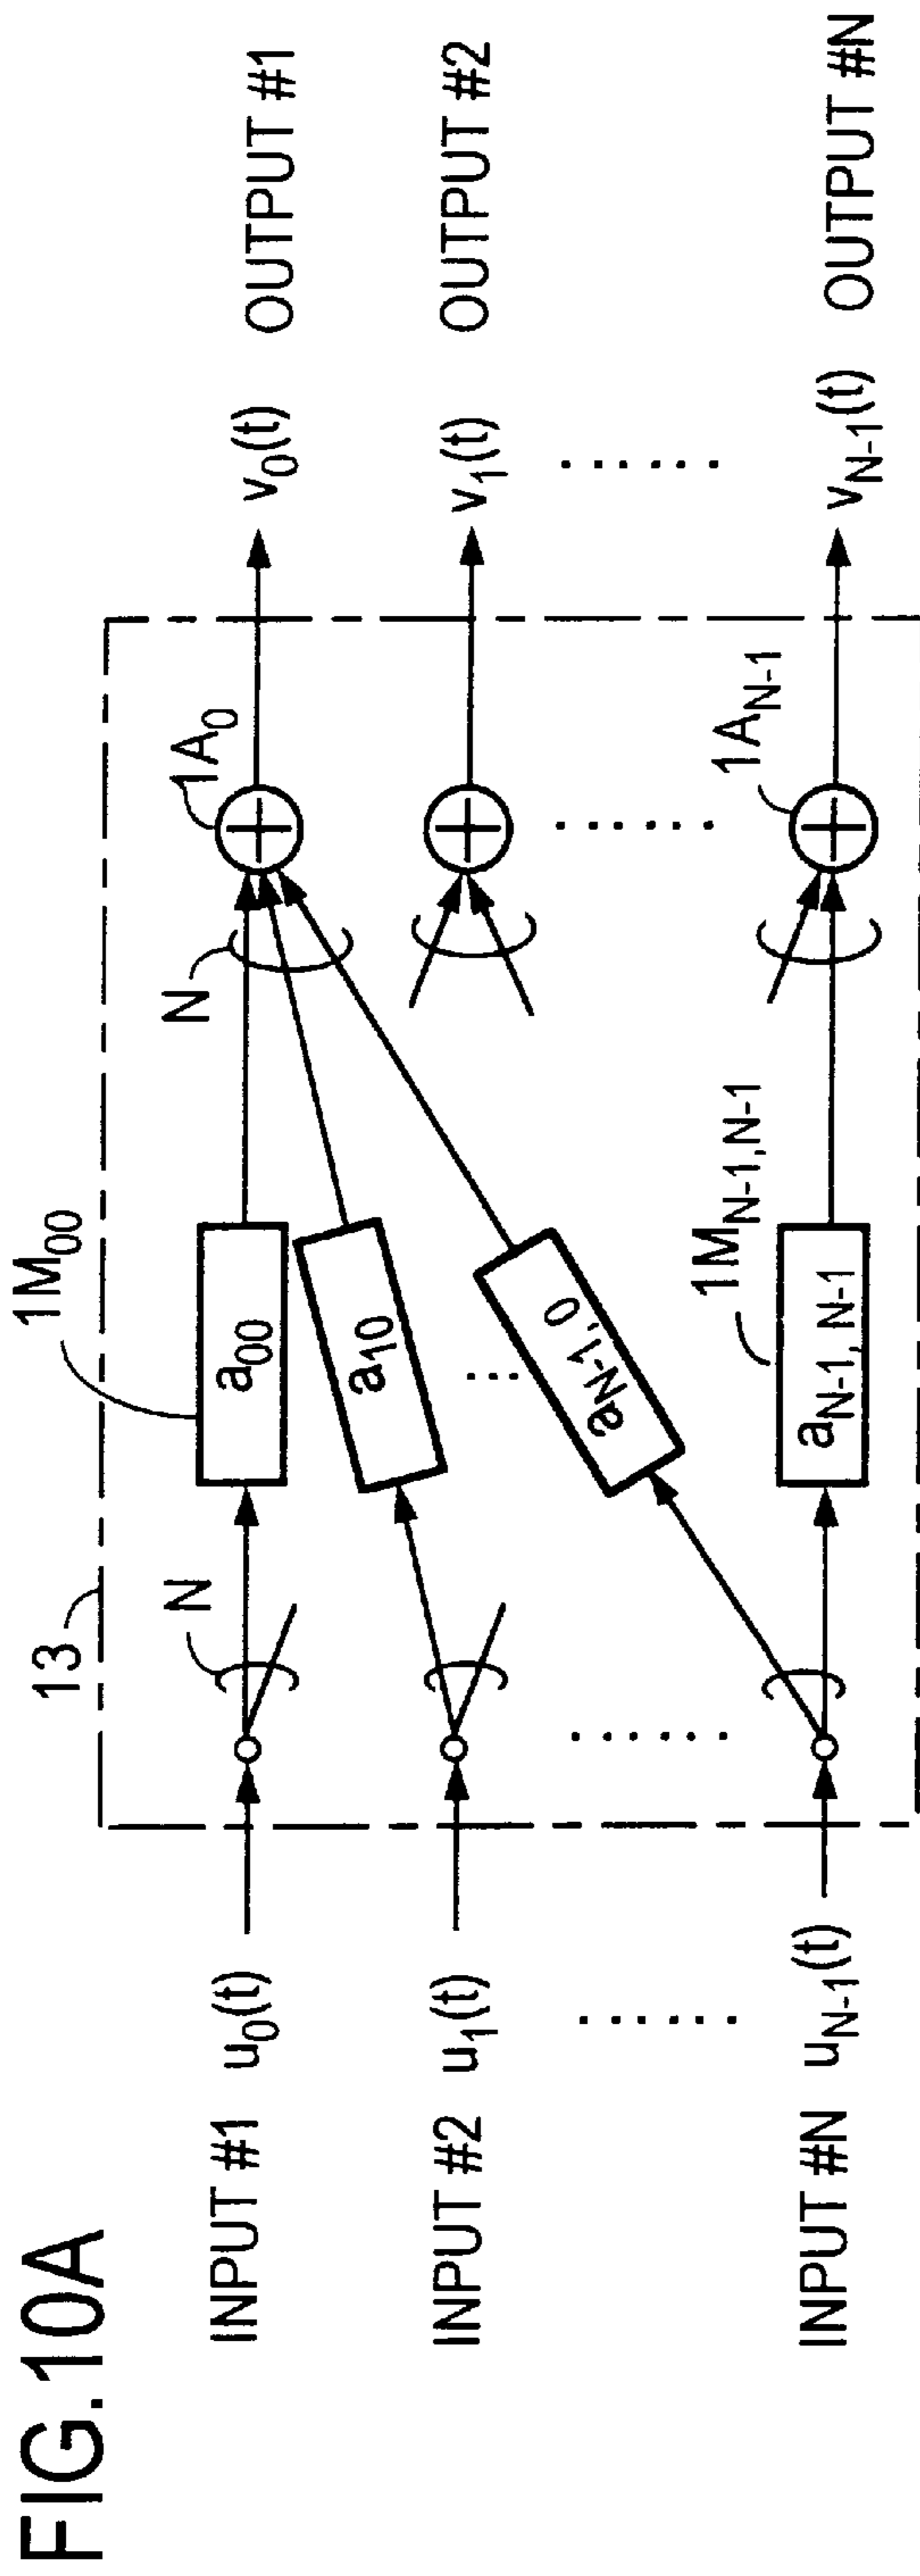 FIG.10A
13
1M00
1A0
INPUT #1 u0(t)
N
a00
N
v0(t) OUTPUT #1
a10
INPUT #2 u1(t)
v1(t) OUTPUT #2
......
...
aN-1, 0
......
......
......
1MN-1,N-1
1AN-1
INPUT #N uN-1(t)
aN-1, N-1
vN-1(t) OUTPUT #N